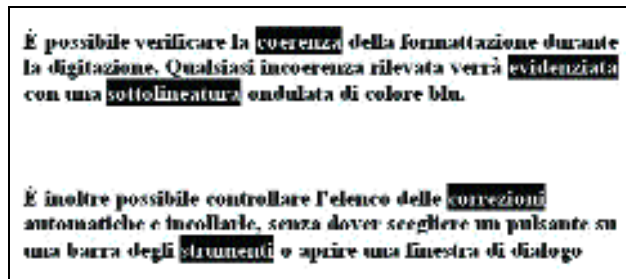 È possibile verificare la coerenza della formattazione durante
la digitazione. Qualsiasi incoerenza rilevata verrà evidenziata
con una sottolineatura ondulata di colore blu.
È inoltre possibile controllare l'elenco delle correzioni
automatiche e incollarle, senza dover scegliere un pulsante su
una barra degli strumenti o aprire una finestra di dialogo